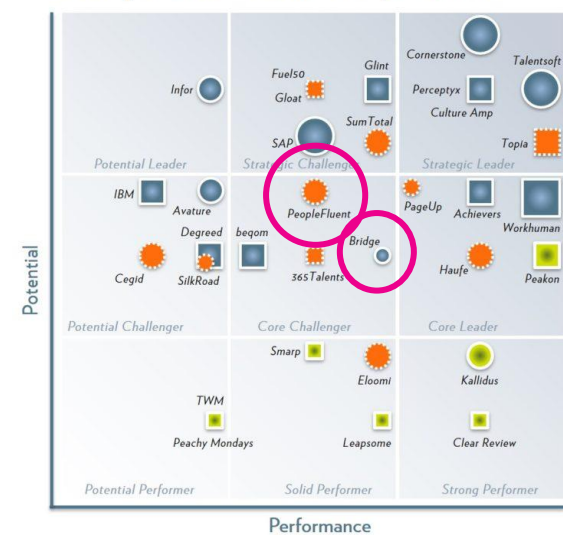 Cornerstone
Talentsoft
Glint
Fuel50
Infor
Gloat
Perceptyx
Culture Amp
SumTotal
SAP
Topia
Potential Leader
Strategic Challenger
Strategic Leader
IBM
Avature
PeopleFluent
PageUp
Achievers
Workhuman
Degreed
beqom
Bridge
Haufe
Cegid
SilkRoad
365Talents
Peakon
Potential Challenger
Core Challenger
Core Leader
Smarp
Eloomi
Kallidus
TWM
Peachy Mondays
Leapsome
Clear Review
Potential Performer
Solid Performer
Strong Performer
Potential
Performance